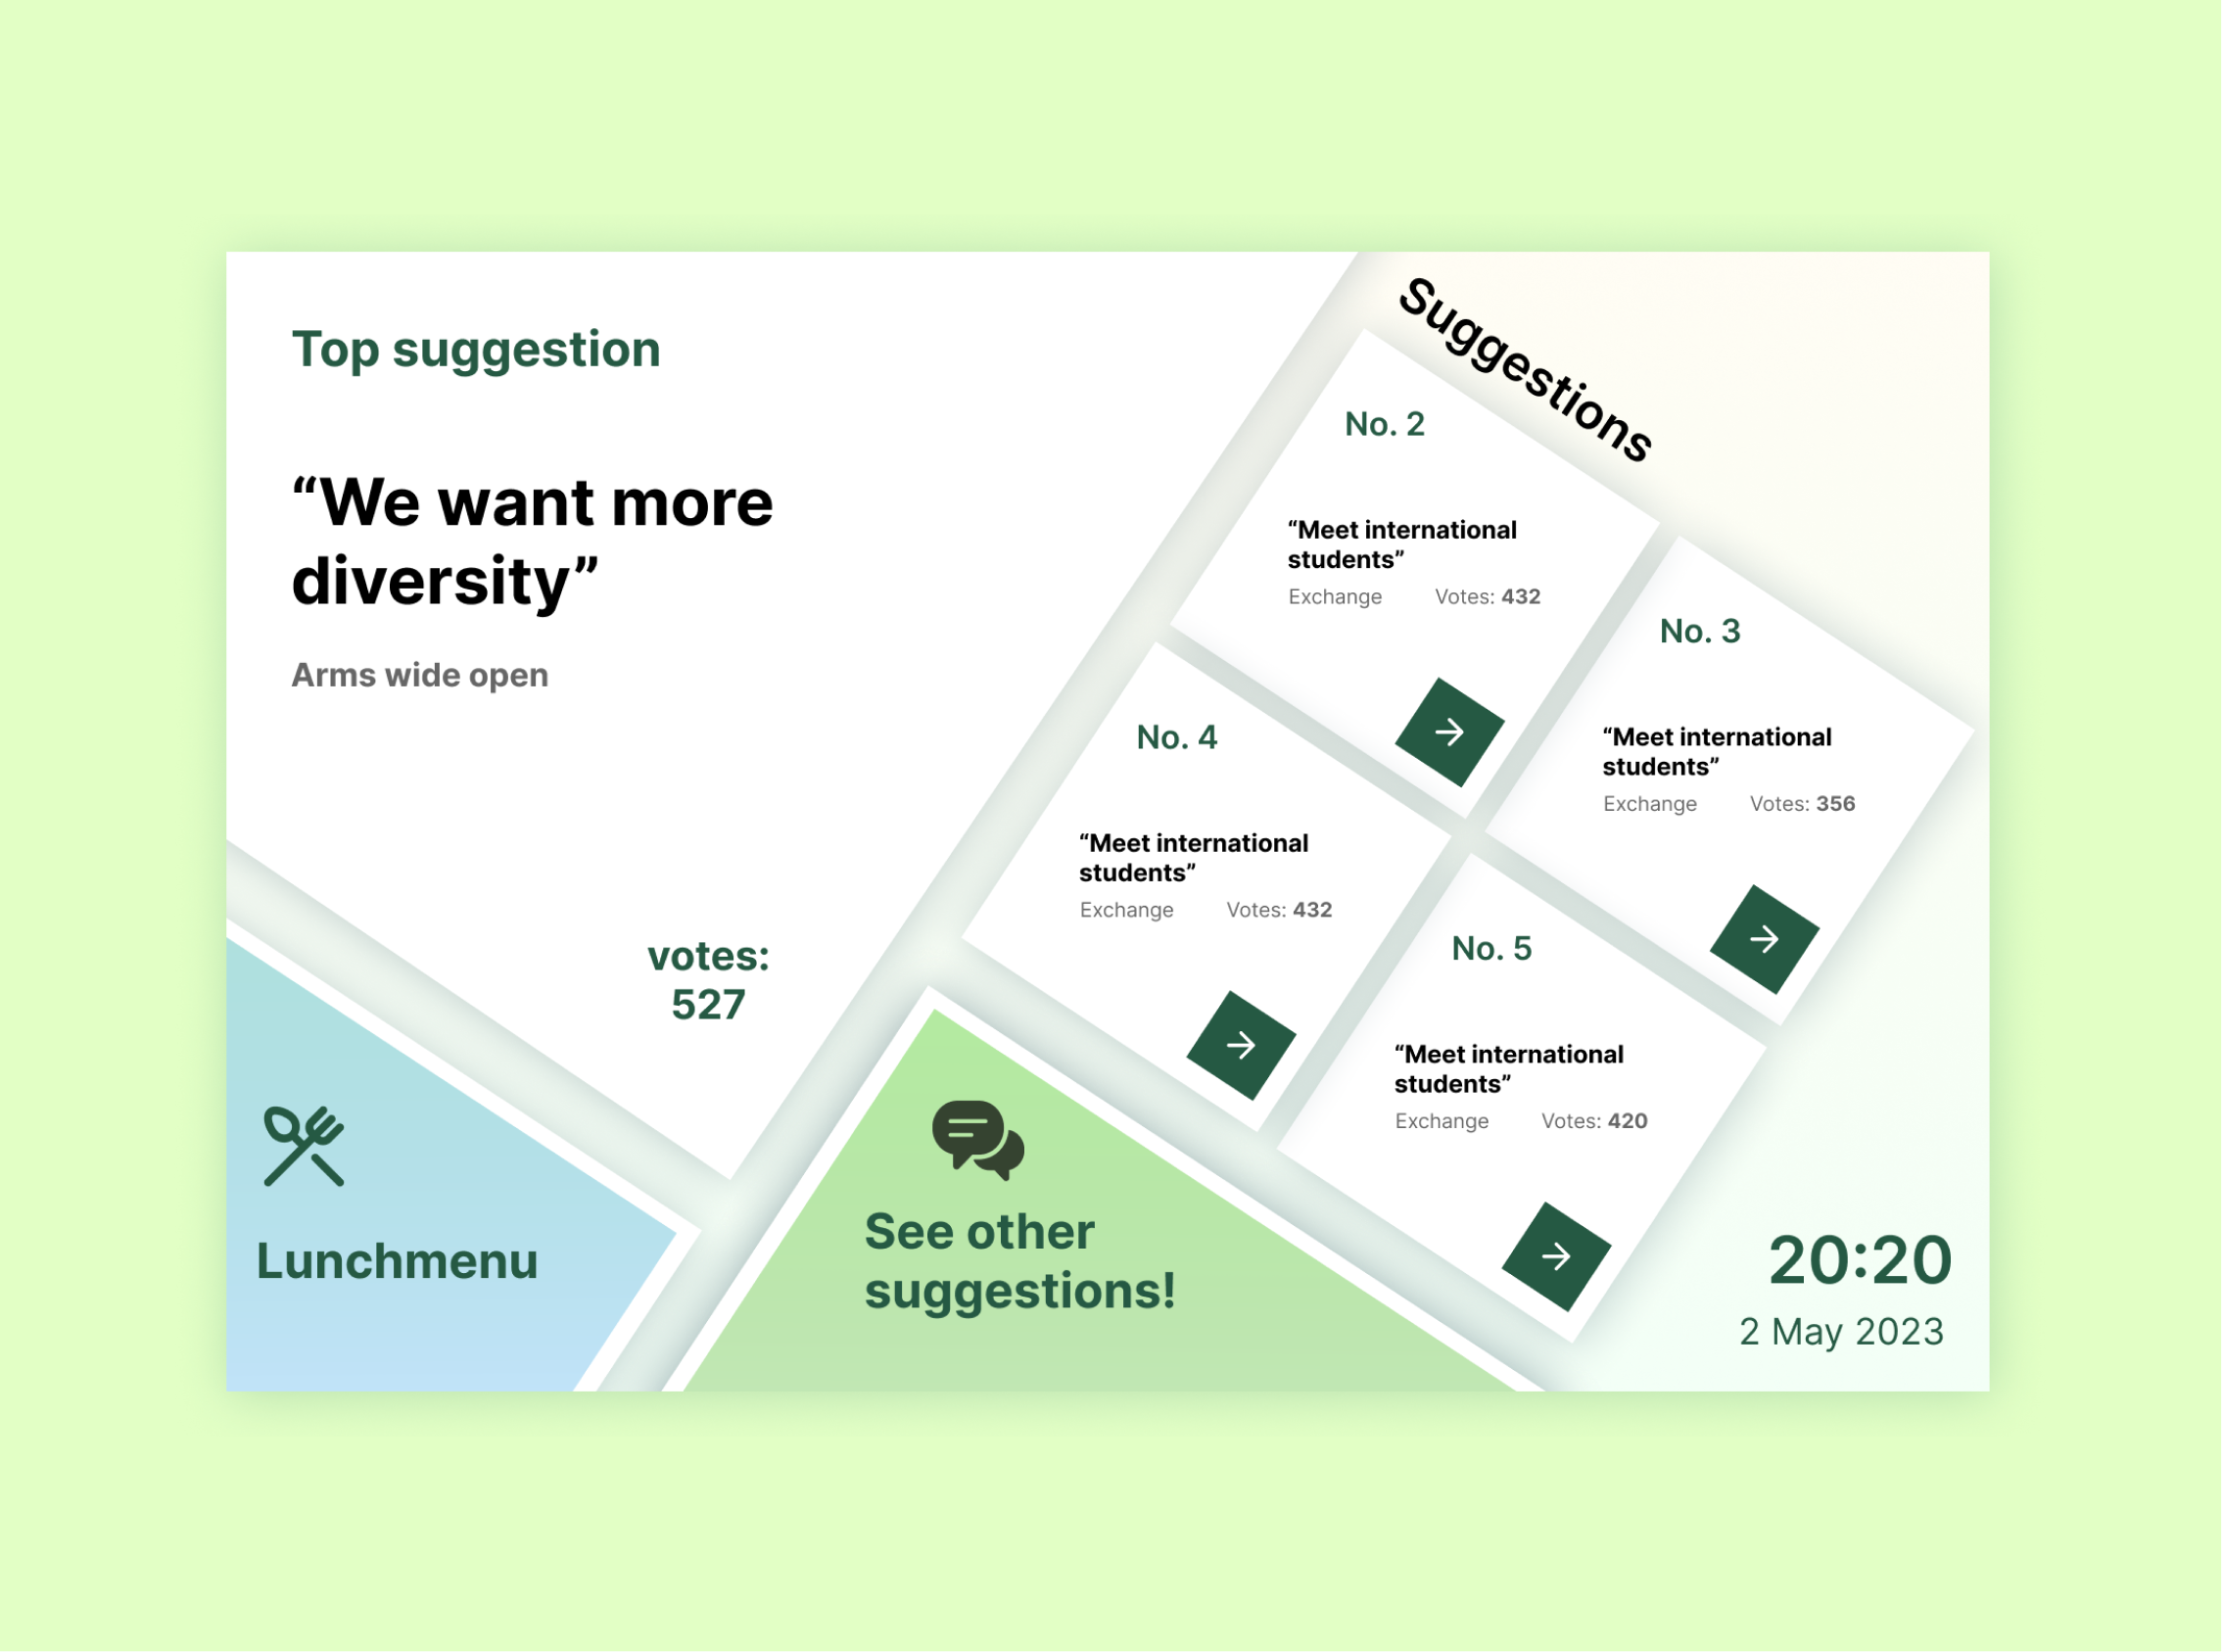 Top suggestion
“We want more
diversity”
Arms wide open
votes:
527
Suggestions
No. 2
“Meet international
students”
Exchange Votes: 432
No. 3
“Meet international
students”
Exchange Votes: 356
No. 4
“Meet international
students”
Exchange Votes: 432
No. 5
“Meet international
students”
Exchange Votes: 420
Lunchmenu
See other
suggestions!
20:20
2 May 2023